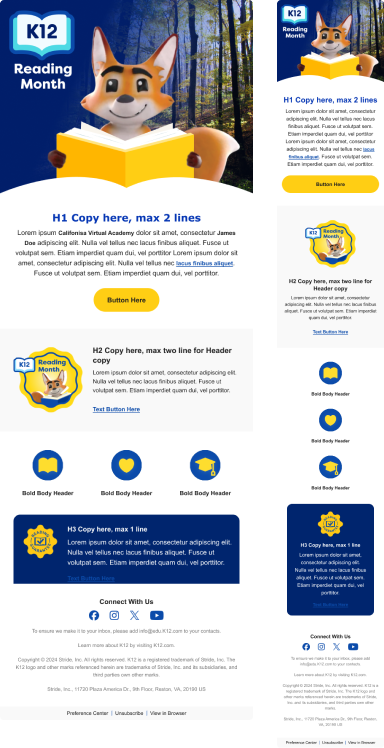 K12
Reading
Month
H1 Copy here, max 2 lines
Lorem ipsum Califorisa Virtual Academy dolor sit amet, consectetur James
Doe adipiscing elit. Nulla vel tellus nec lacus finibus aliquet. Fusce ut
volutpat sem. Etiam imperdiet quam dui, vel porttitor Lorem ipsum dolor sit
amet, consectetur adipiscing elit. Nulla vel tellus nec lacus finibus aliquet.
Fusce ut volutpat sem. Etiam imperdiet quam dui, vel porttitor.
Button Here
K12
Reading
Month
H2 Copy here, max two line for Header
copy
Lorem ipsum dolor sit amet, consectetur adipiscing elit.
Nulla vel tellus nec lacus finibus aliquet. Fusce ut
volutpat sem. Etiam imperdiet quam dui, vel porttitor.
Text Button Here
Bold Body Header
Bold Body Header
Bold Body Header
H3 Copy here, max 1 line
Lorem ipsum dolor sit amet, consectetur adipiscing elit.
Nulla vel tellus nec lacus finibus aliquet. Fusce ut
volutpat sem. Etiam imperdiet quam dui, vel porttitor.
Text Button Here
Connect With Us
To ensure we make it to your inbox, please add info@edu.K12.com to your contacts.
Learn more about K12 by visiting K12.com.
Copyright © 2024 Stride, Inc. All rights reserved. K12 is a registered trademark of Stride, Inc. The
K12 logo and other marks referenced herein are trademarks of Stride, Inc. and its subsidiaries, and
third parties own other marks.
Stride, Inc., 11720 Plaza America Dr., 9th Floor, Reston, VA, 20190 US
Preference Center | Unsubscribe | View in Browser
K12
Reading
Month
H1 Copy here, max 2 lines
Lorem ipsum dolor sit amet, consectetur
adipiscing elit. Nulla vel tellus nec lacus
finibus aliquet. Fusce ut volutpat sem.
Etiam imperdiet quam dui, vel porttitor
Lorem ipsum dolor sit amet, consectetur
adipiscing elit. Nulla vel tellus nec lacus
finibus aliquet. Fusce ut volutpat sem.
Etiam imperdiet quam dui, vel porttitor.
Button Here
K12
Reading
Month
H2 Copy here, max two line for
Header copy
Lorem ipsum dolor sit amet, consectetur
adipiscing elit. Nulla vel tellus nec lacus
finibus aliquet. Fusce ut volutpat sem.
Etiam imperdiet quam dui, vel porttitor.
Text Button Here
Bold Body Header
Bold Body Header
Bold Body Header
H3 Copy here, max 1 line
Lorem ipsum dolor sit amet,
consectetur adipiscing elit.
Nulla vel tellus nec lacus
finibus aliquet. Fusce ut
volutpat sem. Etiam
imperdiet quam dui, vel
porttitor.
Text Button Here
Connect With Us
To ensure we make it to your inbox, please add
info@edu.K12.com to your contacts.
Learn more about K12 by visiting K12.com.
Copyright © 2024 Stride, Inc. All rights reserved. K12 is a
registered trademark of Stride, Inc. The K12 logo and
other marks referenced herein are trademarks of Stride,
Inc. and its subsidiaries, and third parties own other
marks.
Stride, Inc., 11720 Plaza America Dr., 9th Floor, Reston,
VA, 20190 US
Preference Center | Unsubscribe | View in Browser